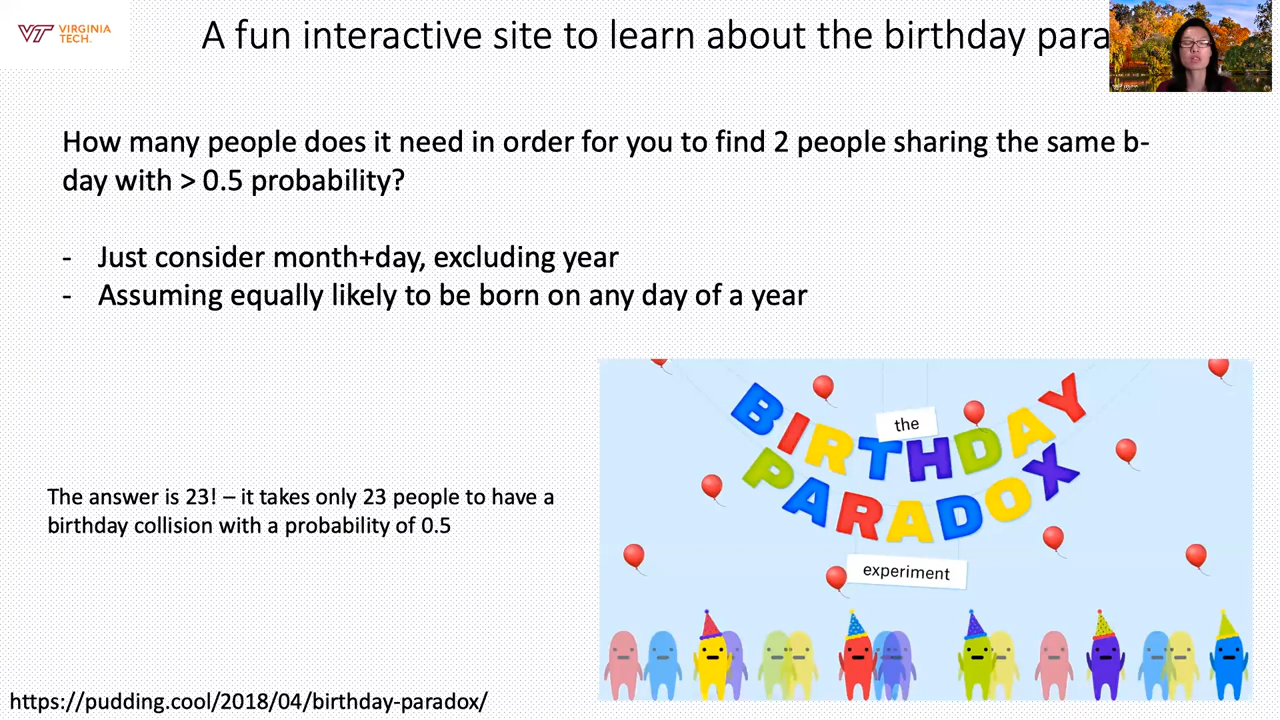 VT VIRGINIA
TECH.
A fun interactive site to learn about the birthday para
How many people does it need in order for you to find 2 people sharing the same b-
day with > 0.5 probability?
- Just consider month+day, excluding year
- Assuming equally likely to be born on any day of a year
the
BIRTHDAY
PARADOX
experiment
The answer is 23! – it takes only 23 people to have a
birthday collision with a probability of 0.5
https://pudding.cool/2018/04/birthday-paradox/